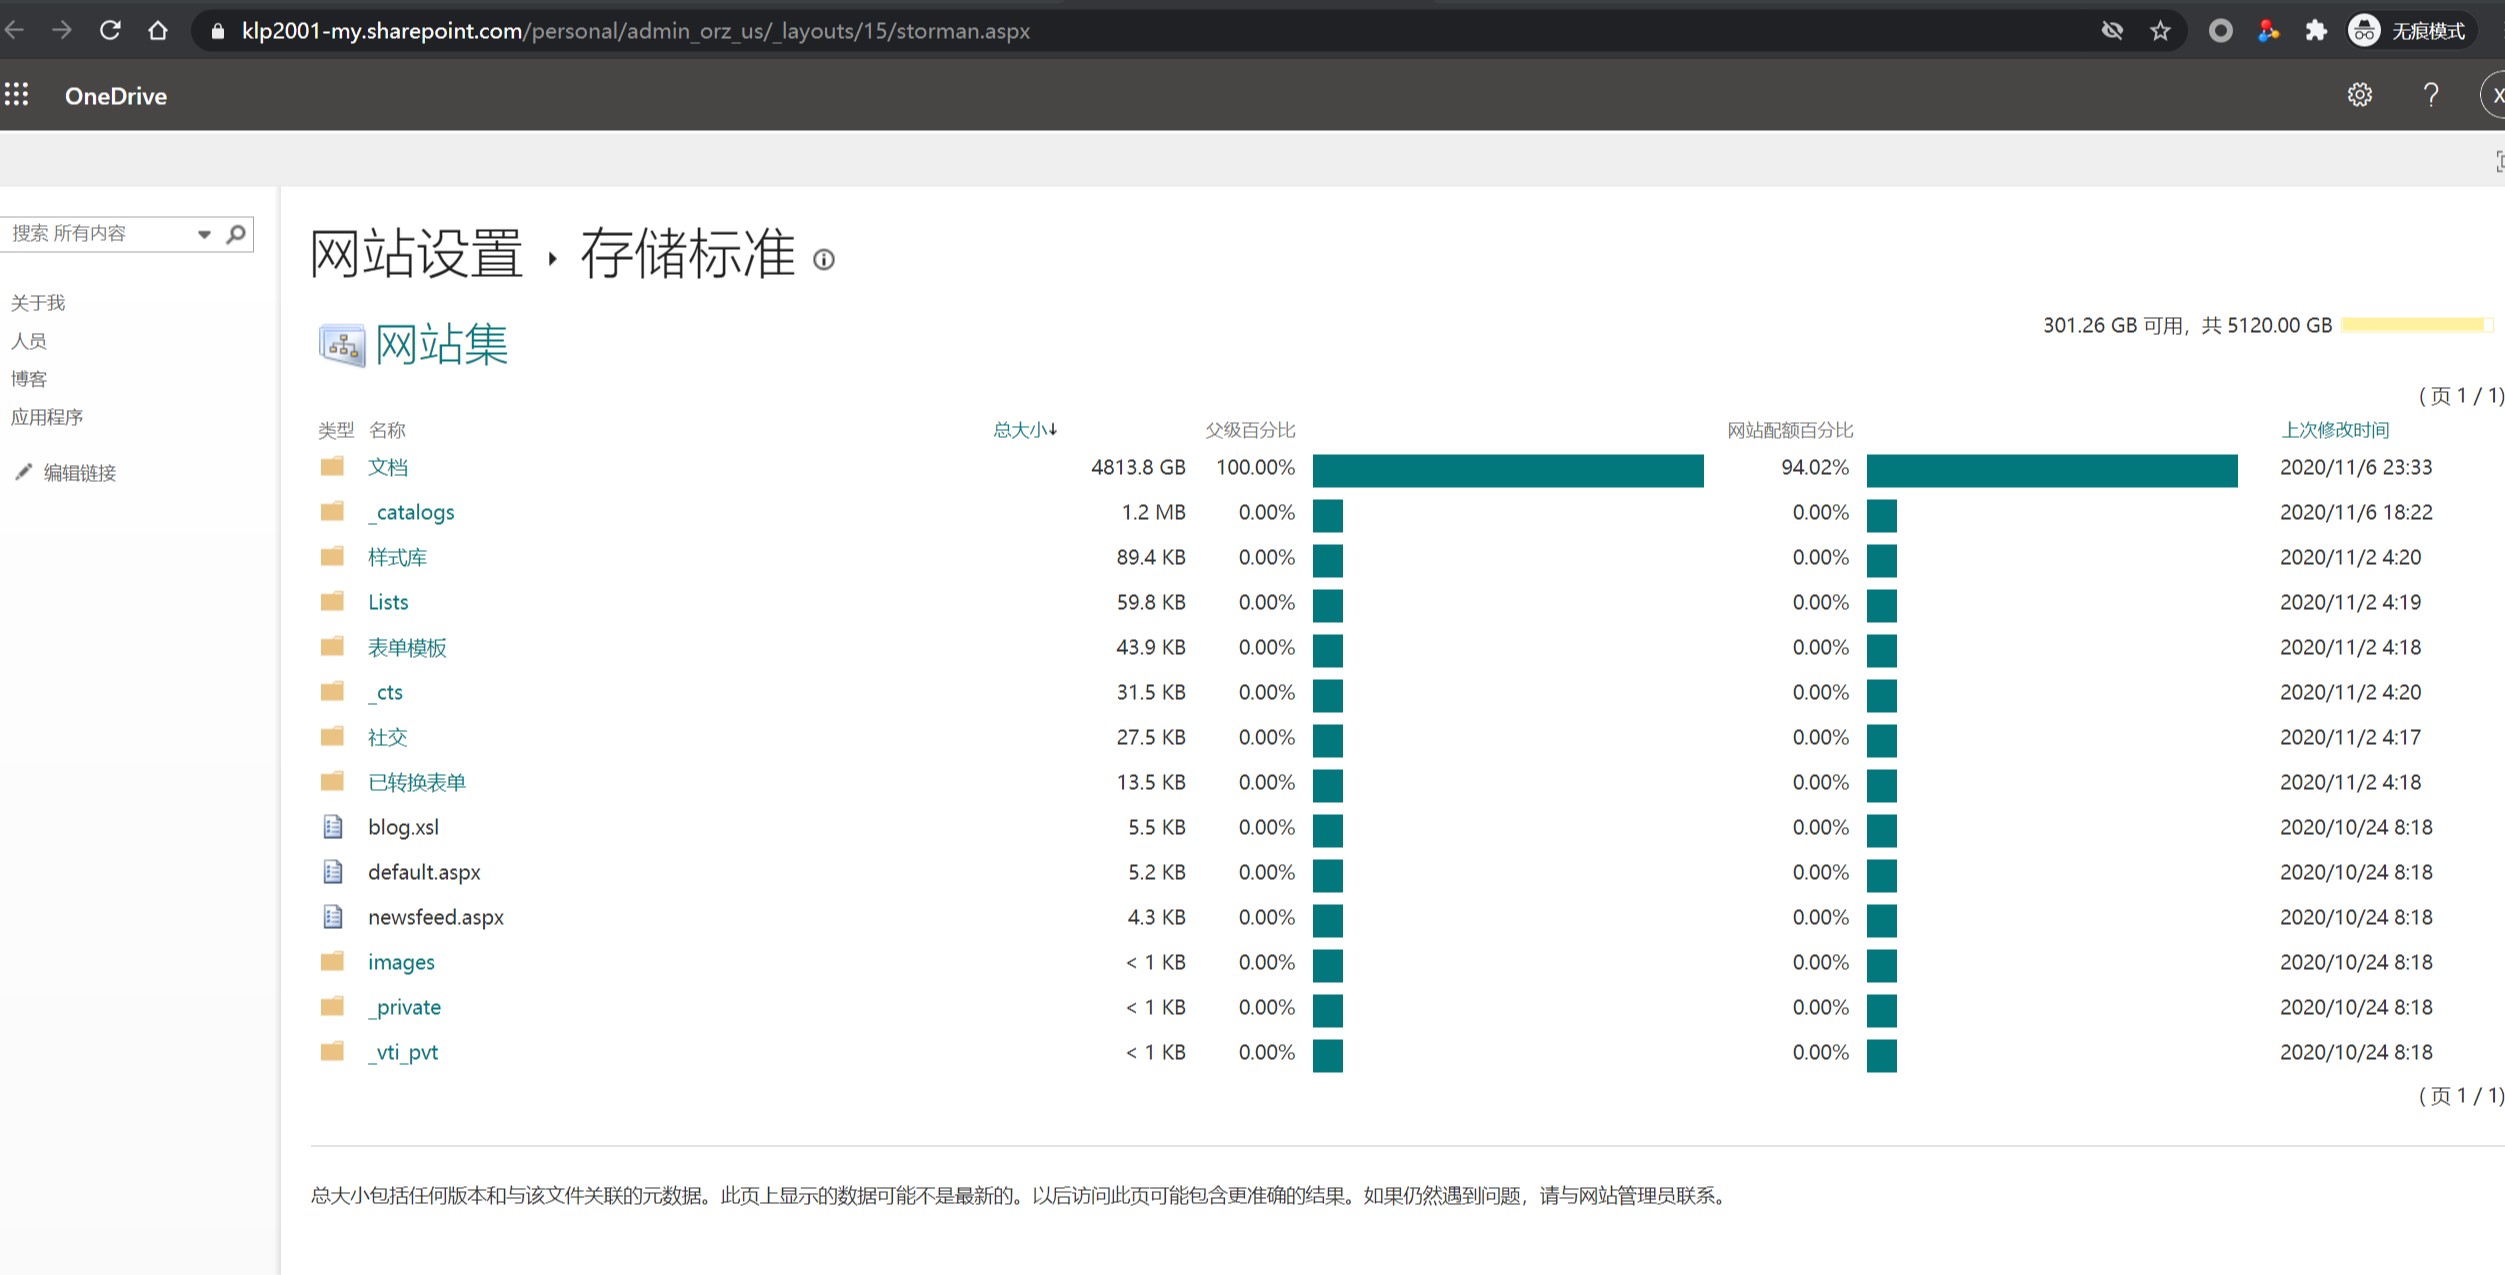 klp2001-my.sharepoint.com/personal/admin_orz_us/_layouts/15/storman.aspx
无痕模式
OneDrive
?
X
搜索 所有内容
关于我
人员
博客
应用程序
编辑链接
网站设置 ▸ 存储标准
网站集
301.26 GB 可用，共 5120.00 GB
( 页 1 / 1)
类型 名称 总大小↓ 父级百分比 网站配额百分比 上次修改时间
文档 4813.8 GB 100.00% 94.02% 2020/11/6 23:33
_catalogs 1.2 MB 0.00% 0.00% 2020/11/6 18:22
样式库 89.4 KB 0.00% 0.00% 2020/11/2 4:20
Lists 59.8 KB 0.00% 0.00% 2020/11/2 4:19
表单模板 43.9 KB 0.00% 0.00% 2020/11/2 4:18
_cts 31.5 KB 0.00% 0.00% 2020/11/2 4:20
社交 27.5 KB 0.00% 0.00% 2020/11/2 4:17
已转换表单 13.5 KB 0.00% 0.00% 2020/11/2 4:18
blog.xsl 5.5 KB 0.00% 0.00% 2020/10/24 8:18
default.aspx 5.2 KB 0.00% 0.00% 2020/10/24 8:18
newsfeed.aspx 4.3 KB 0.00% 0.00% 2020/10/24 8:18
images < 1 KB 0.00% 0.00% 2020/10/24 8:18
_private < 1 KB 0.00% 0.00% 2020/10/24 8:18
_vti_pvt < 1 KB 0.00% 0.00% 2020/10/24 8:18
( 页 1 / 1)
总大小包括任何版本和与该文件关联的元数据。此页上显示的数据可能不是最新的。以后访问此页可能包含更准确的结果。如果仍然遇到问题，请与网站管理员联系。